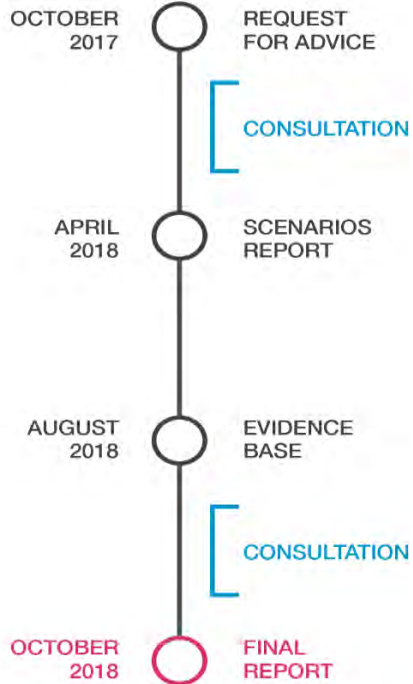 OCTOBER
2017
REQUEST
FOR ADVICE
CONSULTATION
APRIL
2018
SCENARIOS
REPORT
AUGUST
2018
EVIDENCE
BASE
CONSULTATION
OCTOBER
2018
FINAL
REPORT